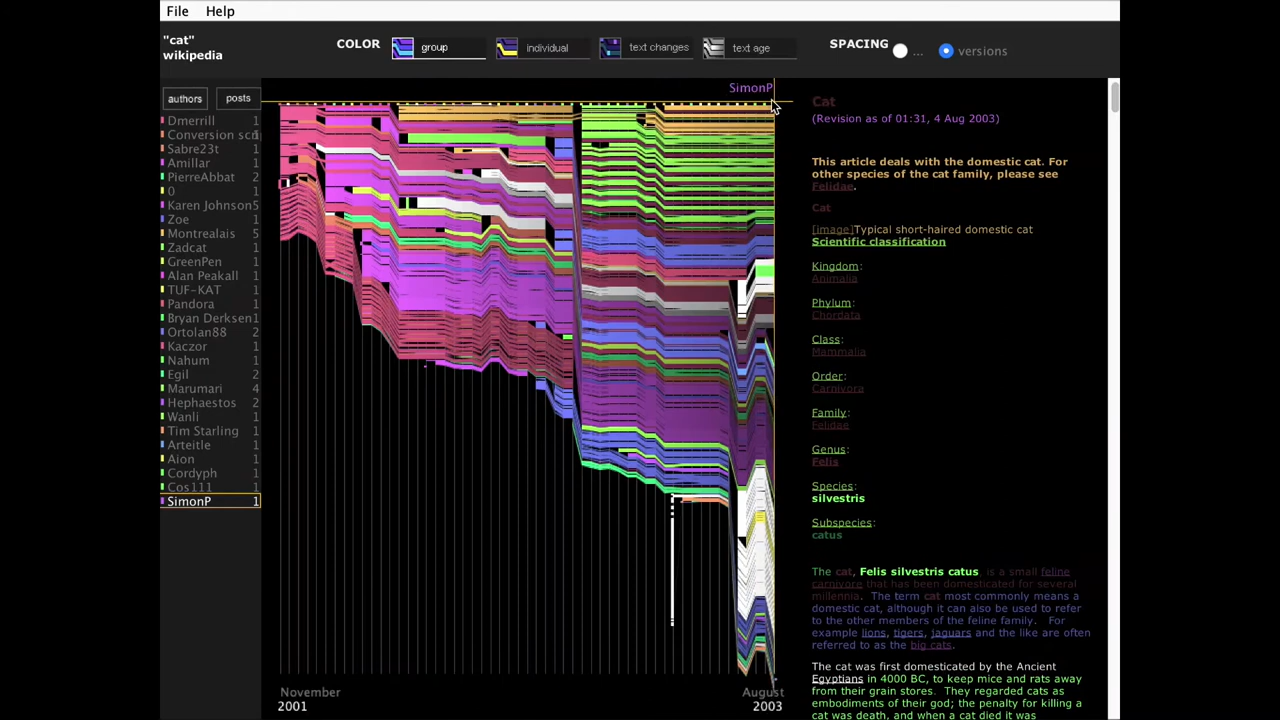 File Help
"cat"
wikipedia
COLOR group individual text changes text age SPACING ... versions
authors posts
Dmerrill 1
Conversion scri
Sabre23t 1
Amillar 1
PierreAbbat 2
0 1
Karen Johnson 5
Zoe 1
Montrealais 5
Zadcat 1
GreenPen 1
Alan Peakall 1
TUF-KAT 1
Pandora 1
Bryan Derksen 1
Ortolan88 2
Kaczor 1
Nahum 1
Egil 2
Marumari 4
Hephaestos 2
Wanli 1
Tim Starling 1
Arteitle 1
Aion 1
Cordyph 1
Cos111 1
SimonP 1
SimonP
November August
2001 2003
Cat
(Revision as of 01:31, 4 Aug 2003)
This article deals with the domestic cat. For
other species of the cat family, please see
Felidae.
Cat
[image]Typical short-haired domestic cat
Scientific classification
Kingdom:
Animalia
Phylum:
Chordata
Class:
Mammalia
Order:
Carnivora
Family:
Felidae
Genus:
Felis
Species:
silvestris
Subspecies:
catus
The cat, Felis silvestris catus, is a small feline
carnivore that has been domesticated for several
millennia. The term cat most commonly means a
domestic cat, although it can also be used to refer
to the other members of the feline family. For
example lions, tigers, jaguars and the like are often
referred to as the big cats.
The cat was first domesticated by the Ancient
Egyptians in 4000 BC, to keep mice and rats away
from their grain stores. They regarded cats as
embodiments of their god; the penalty for killing a
cat was death, and when a cat died it was